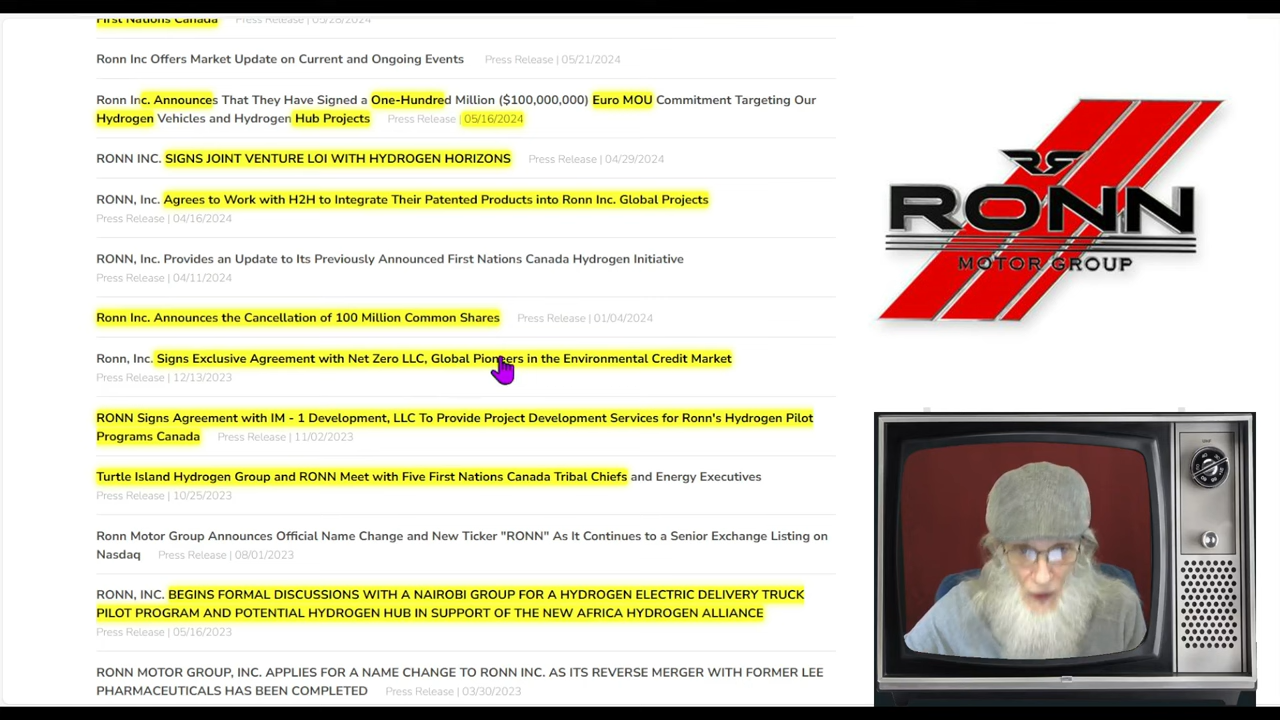 First Nations Canada Press Release | 05/28/2024
Ronn Inc Offers Market Update on Current and Ongoing Events Press Release | 05/21/2024
Ronn Inc. Announces That They Have Signed a One-Hundred Million ($100,000,000) Euro MOU Commitment Targeting Our
Hydrogen Vehicles and Hydrogen Hub Projects Press Release | 05/16/2024
RONN INC. SIGNS JOINT VENTURE LOI WITH HYDROGEN HORIZONS Press Release | 04/29/2024
RONN, Inc. Agrees to Work with H2H to Integrate Their Patented Products into Ronn Inc. Global Projects
Press Release | 04/16/2024
RONN, Inc. Provides an Update to Its Previously Announced First Nations Canada Hydrogen Initiative
Press Release | 04/11/2024
Ronn Inc. Announces the Cancellation of 100 Million Common Shares Press Release | 01/04/2024
Ronn, Inc. Signs Exclusive Agreement with Net Zero LLC, Global Pioneers in the Environmental Credit Market
Press Release | 12/13/2023
RONN Signs Agreement with IM - 1 Development, LLC To Provide Project Development Services for Ronn's Hydrogen Pilot
Programs Canada Press Release | 11/02/2023
Turtle Island Hydrogen Group and RONN Meet with Five First Nations Canada Tribal Chiefs and Energy Executives
Press Release | 10/25/2023
Ronn Motor Group Announces Official Name Change and New Ticker "RONN" As It Continues to a Senior Exchange Listing on
Nasdaq Press Release | 08/01/2023
RONN, INC. BEGINS FORMAL DISCUSSIONS WITH A NAIROBI GROUP FOR A HYDROGEN ELECTRIC DELIVERY TRUCK
PILOT PROGRAM AND POTENTIAL HYDROGEN HUB IN SUPPORT OF THE NEW AFRICA HYDROGEN ALLIANCE
Press Release | 05/16/2023
RONN MOTOR GROUP, INC. APPLIES FOR A NAME CHANGE TO RONN INC. AS ITS REVERSE MERGER WITH FORMER LEE
PHARMACEUTICALS HAS BEEN COMPLETED Press Release | 03/30/2023
RONN
MOTOR GROUP